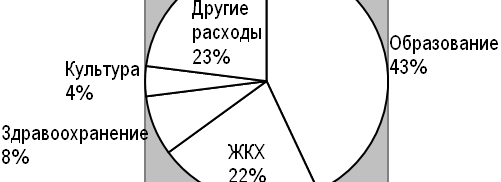 Другие
расходы
23%
Образование
43%
Культура
4%
Здравоохранение
8%
ЖКХ
22%